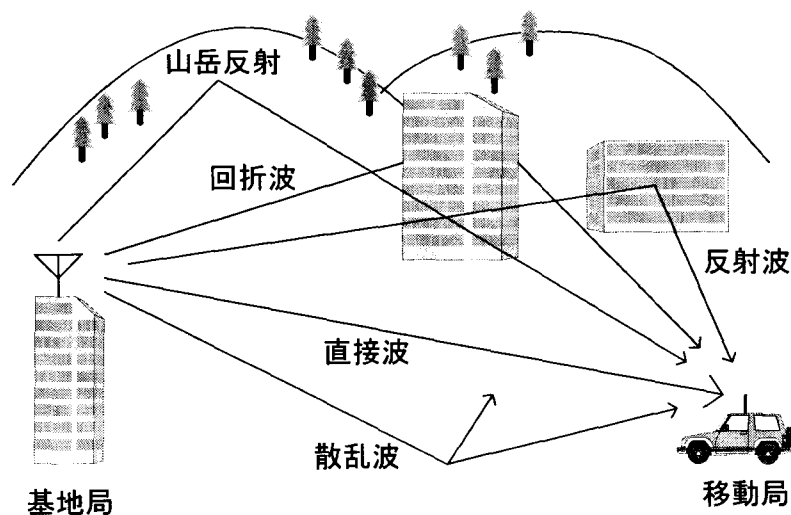 山岳反射
回折波
反射波
直接波
散乱波
基地局
移動局